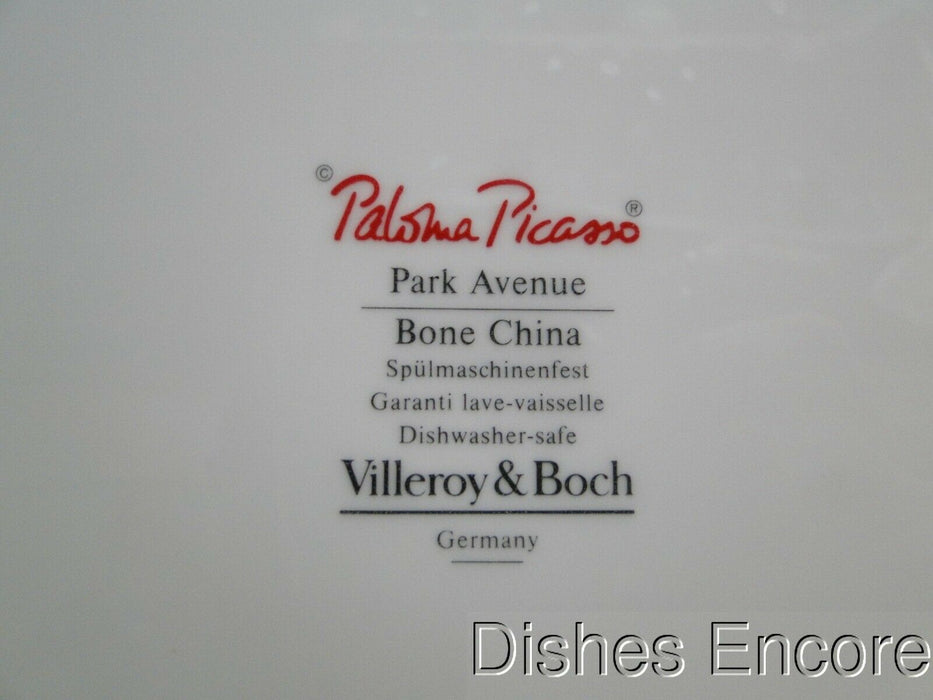 © Paloma Picasso ®
Park Avenue
Bone China
Spülmaschinenfest
Garanti lave-vaisselle
Dishwasher-safe
Villeroy & Boch
Germany
Dishes Encore